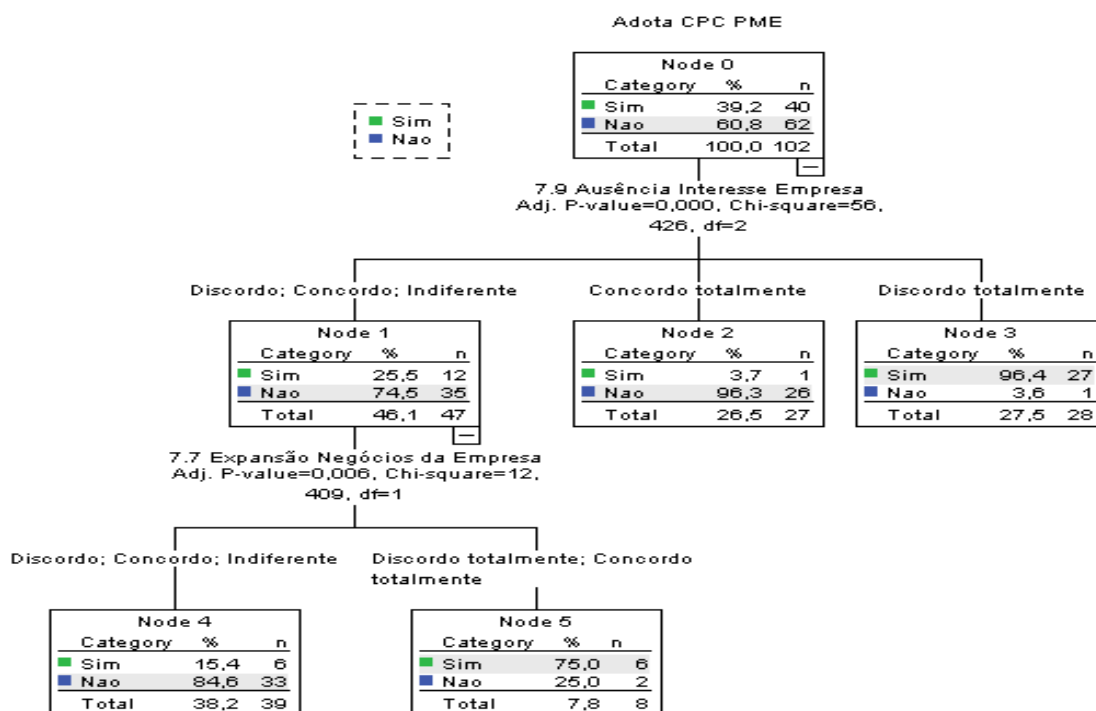 Adota CPC PME
Node 0
Category % n
Sim 39,2 40
Nao 60,8 62
Total 100,0 102
Sim
Nao
7.9 Ausência Interesse Empresa
Adj. P-value=0,000, Chi-square=56,
426, df=2
Discordo; Concordo; Indiferente
Concordo totalmente
Discordo totalmente
Node 1
Category % n
Sim 25,5 12
Nao 74,5 35
Total 46,1 47
Node 2
Category % n
Sim 3,7 1
Nao 96,3 26
Total 26,5 27
Node 3
Category % n
Sim 96,4 27
Nao 3,6 1
Total 27,5 28
7.7 Expansão Negócios da Empresa
Adj. P-value=0,006, Chi-square=12,
409, df=1
Discordo; Concordo; Indiferente
Discordo totalmente; Concordo
totalmente
Node 4
Category % n
Sim 15,4 6
Nao 84,6 33
Total 38,2 39
Node 5
Category % n
Sim 75,0 6
Nao 25,0 2
Total 7,8 8